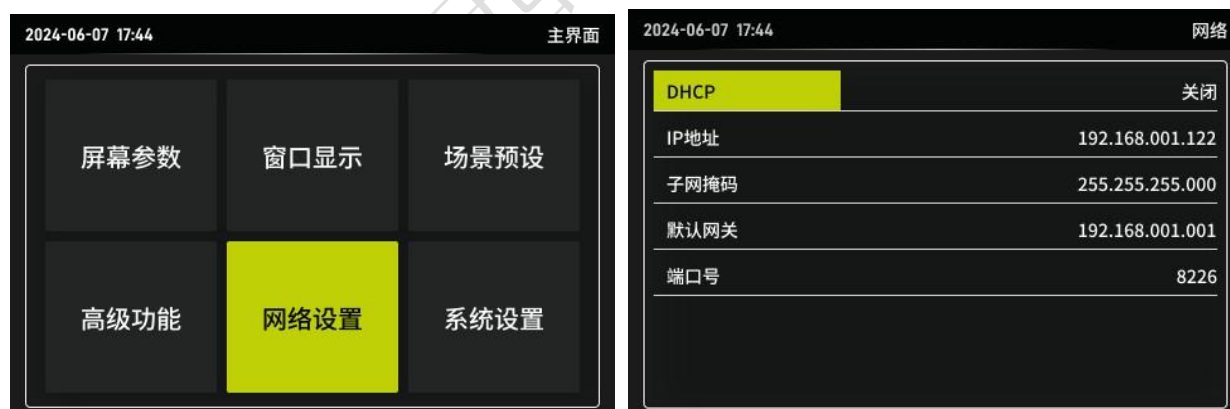 2024-06-07 17:44 主界面
屏幕参数 窗口显示 场景预设
高级功能 网络设置 系统设置
2024-06-07 17:44 网络
DHCP 关闭
IP地址 192.168.001.122
子网掩码 255.255.255.000
默认网关 192.168.001.001
端口号 8226